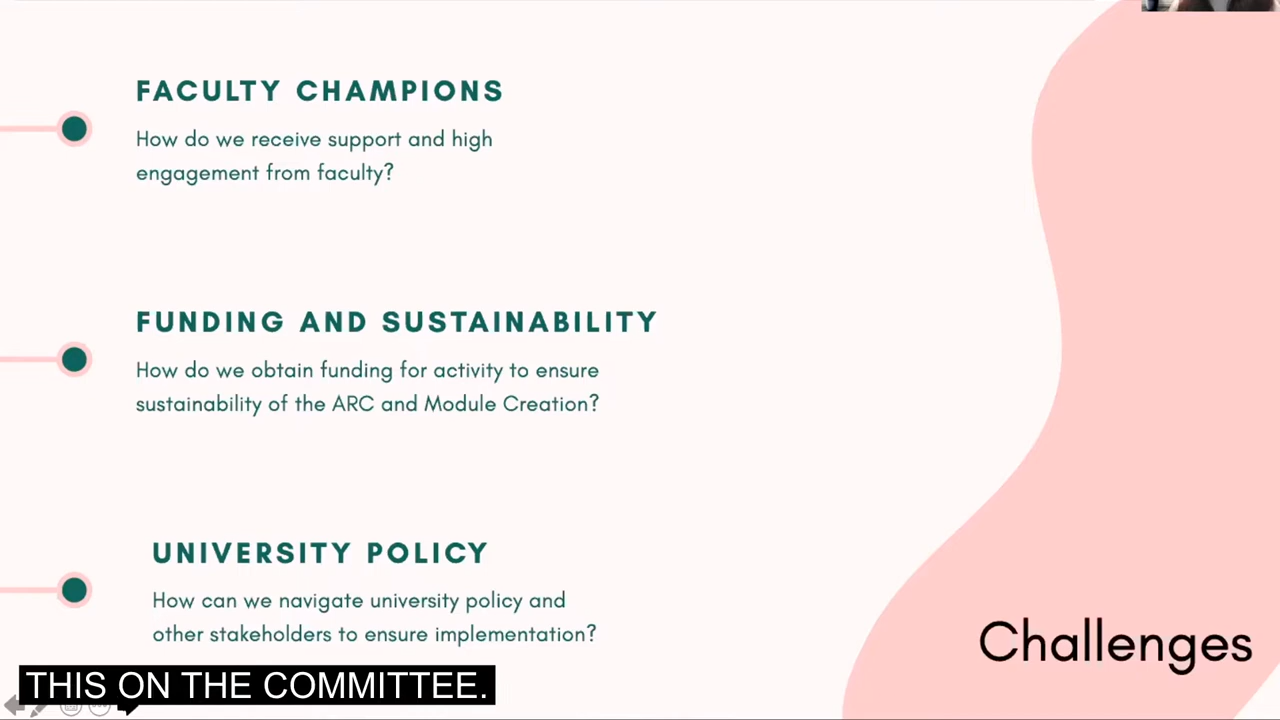 FACULTY CHAMPIONS
How do we receive support and high
engagement from faculty?
FUNDING AND SUSTAINABILITY
How do we obtain funding for activity to ensure
sustainability of the ARC and Module Creation?
UNIVERSITY POLICY
How can we navigate university policy and
other stakeholders to ensure implementation?
Challenges
THIS ON THE COMMITTEE.